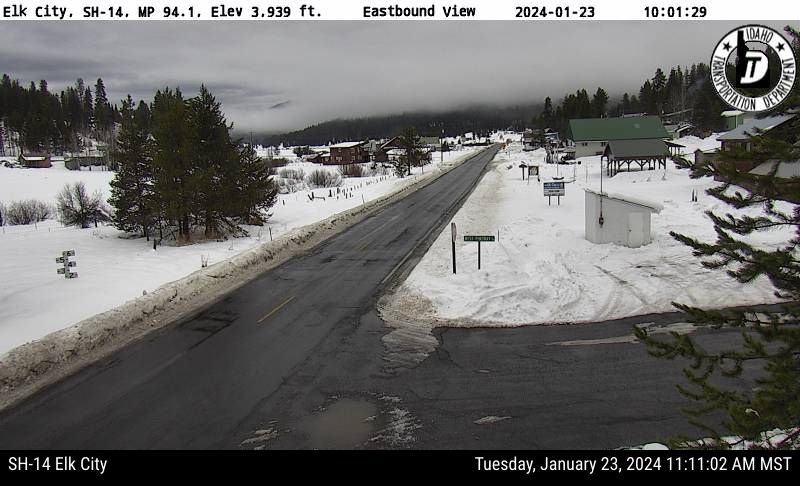 Elk City, SH-14, MP 94.1, Elev 3,939 ft. Eastbound View 2024-01-23 10:01:29
IDAHO
TRANSPORTATION DEPARTMENT
SH-14 Elk City
Tuesday, January 23, 2024 11:11:02 AM MST